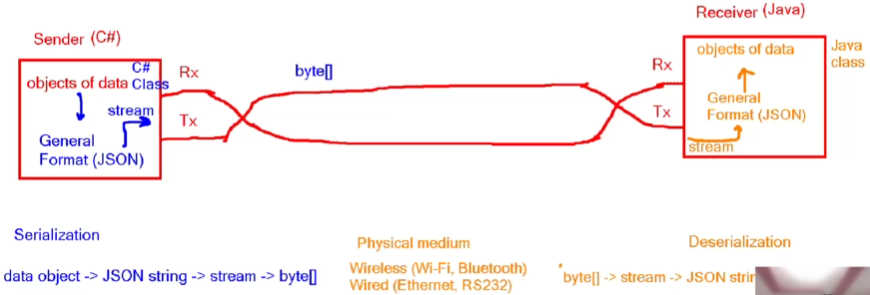 Receiver (Java)
Sender (C#)
objects of data
Java
class
C#
Class
objects of data
Rx
byte[]
Rx
stream
General
Format (JSON)
Tx
Tx
General
Format (JSON)
stream
Serialization
Physical medium
Deserialization
data object -> JSON string -> stream -> byte[]
Wireless (Wi-Fi, Bluetooth)
Wired (Ethernet, RS232)
byte[] -> stream -> JSON